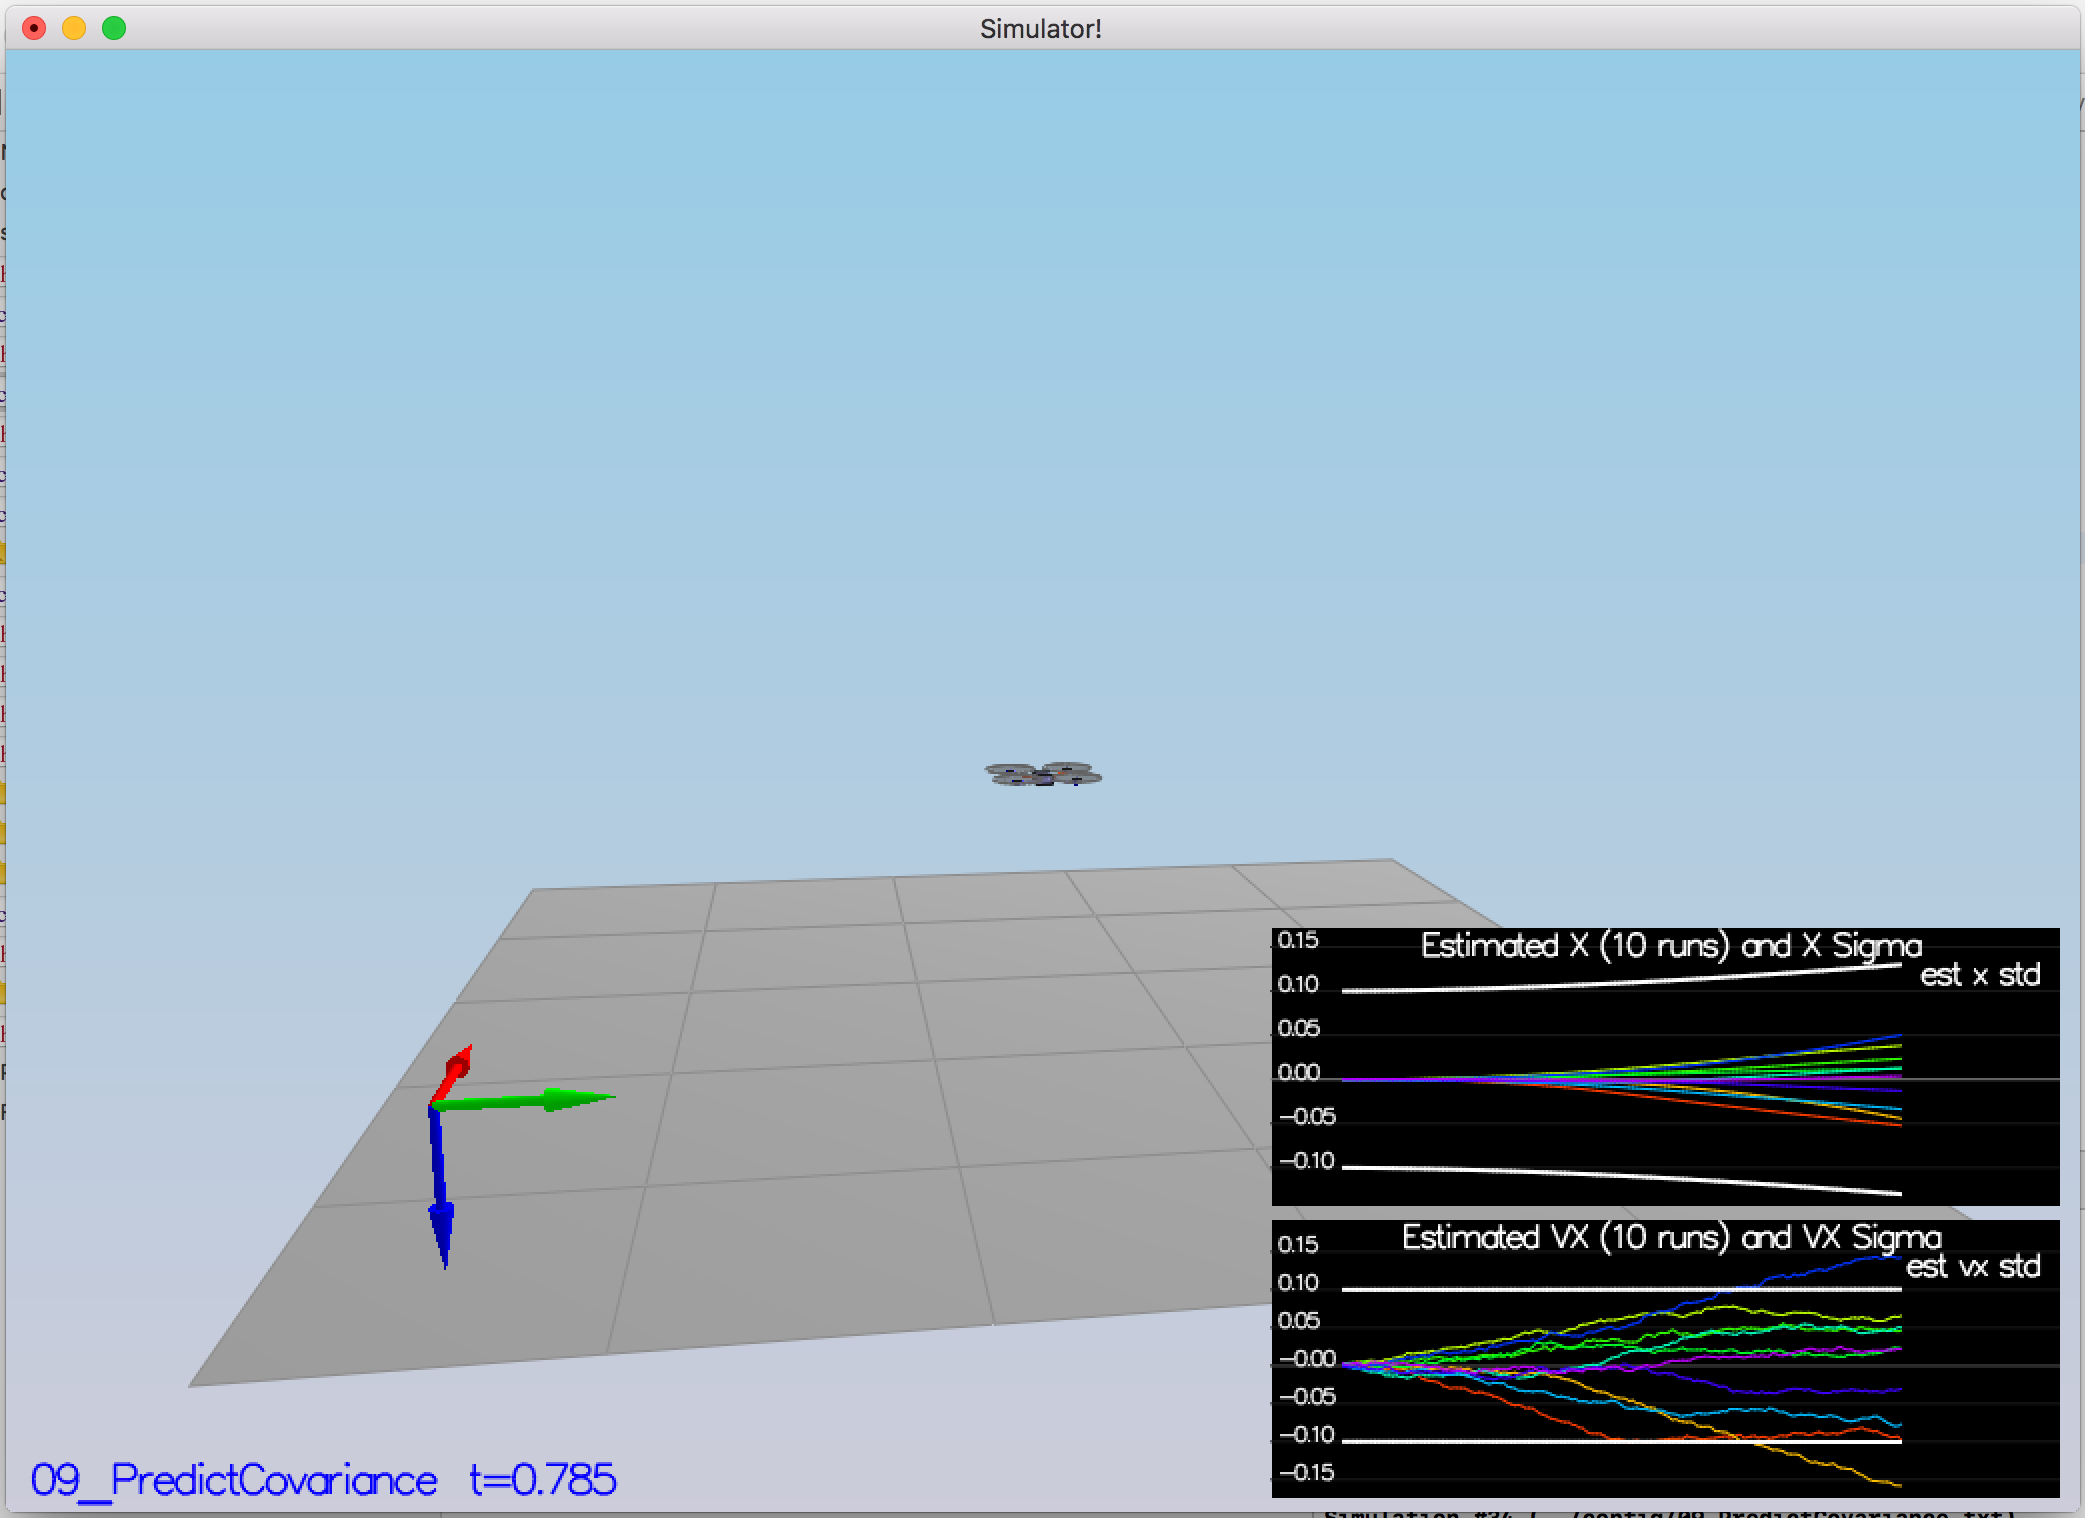 Simulator!
0.15
Estimated X (10 runs) and X Sigma
est x std
0.10
0.05
0.00
−0.05
−0.10
Estimated VX (10 runs) and VX Sigma
0.15
est vx std
0.10
0.05
−0.00
−0.05
−0.10
−0.15
09_PredictCovariance t=0.785